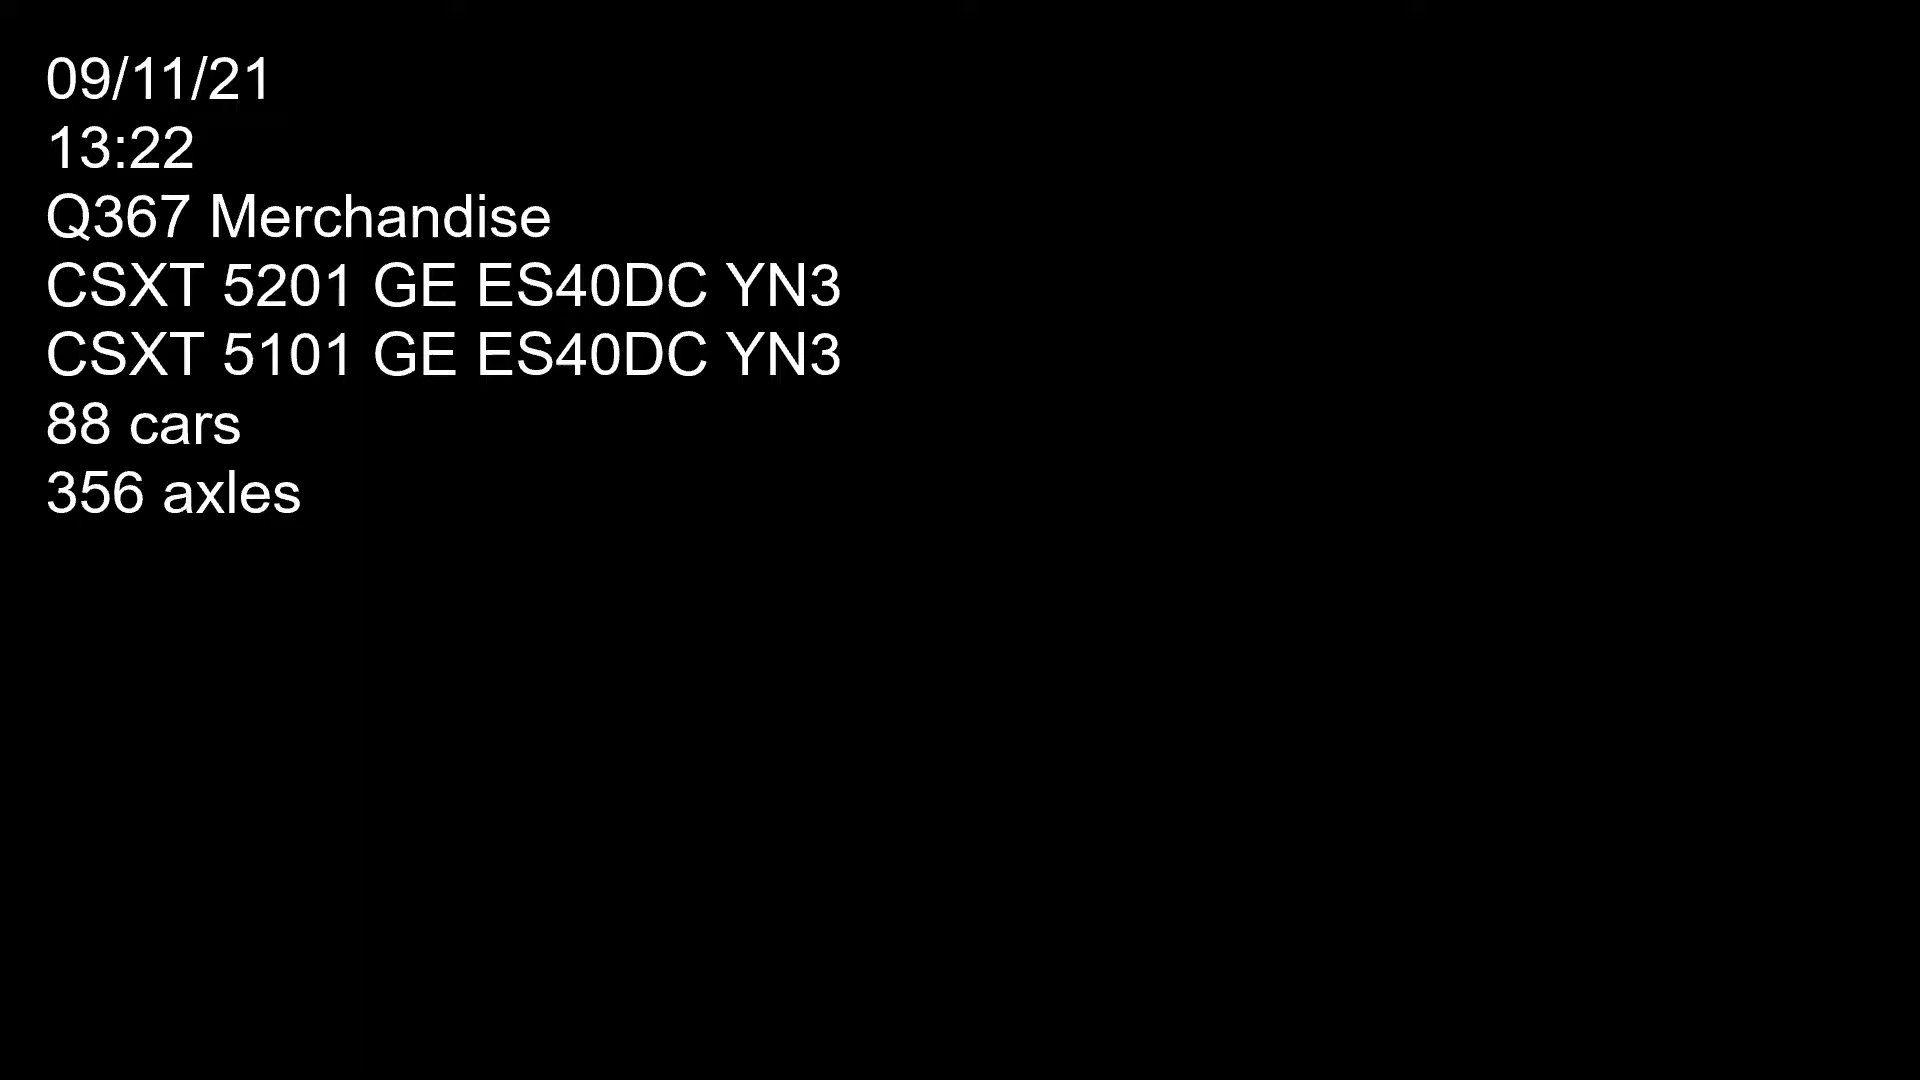 09/11/21
13:22
Q367 Merchandise
CSXT 5201 GE ES40DC YN3
CSXT 5101 GE ES40DC YN3
88 cars
356 axles